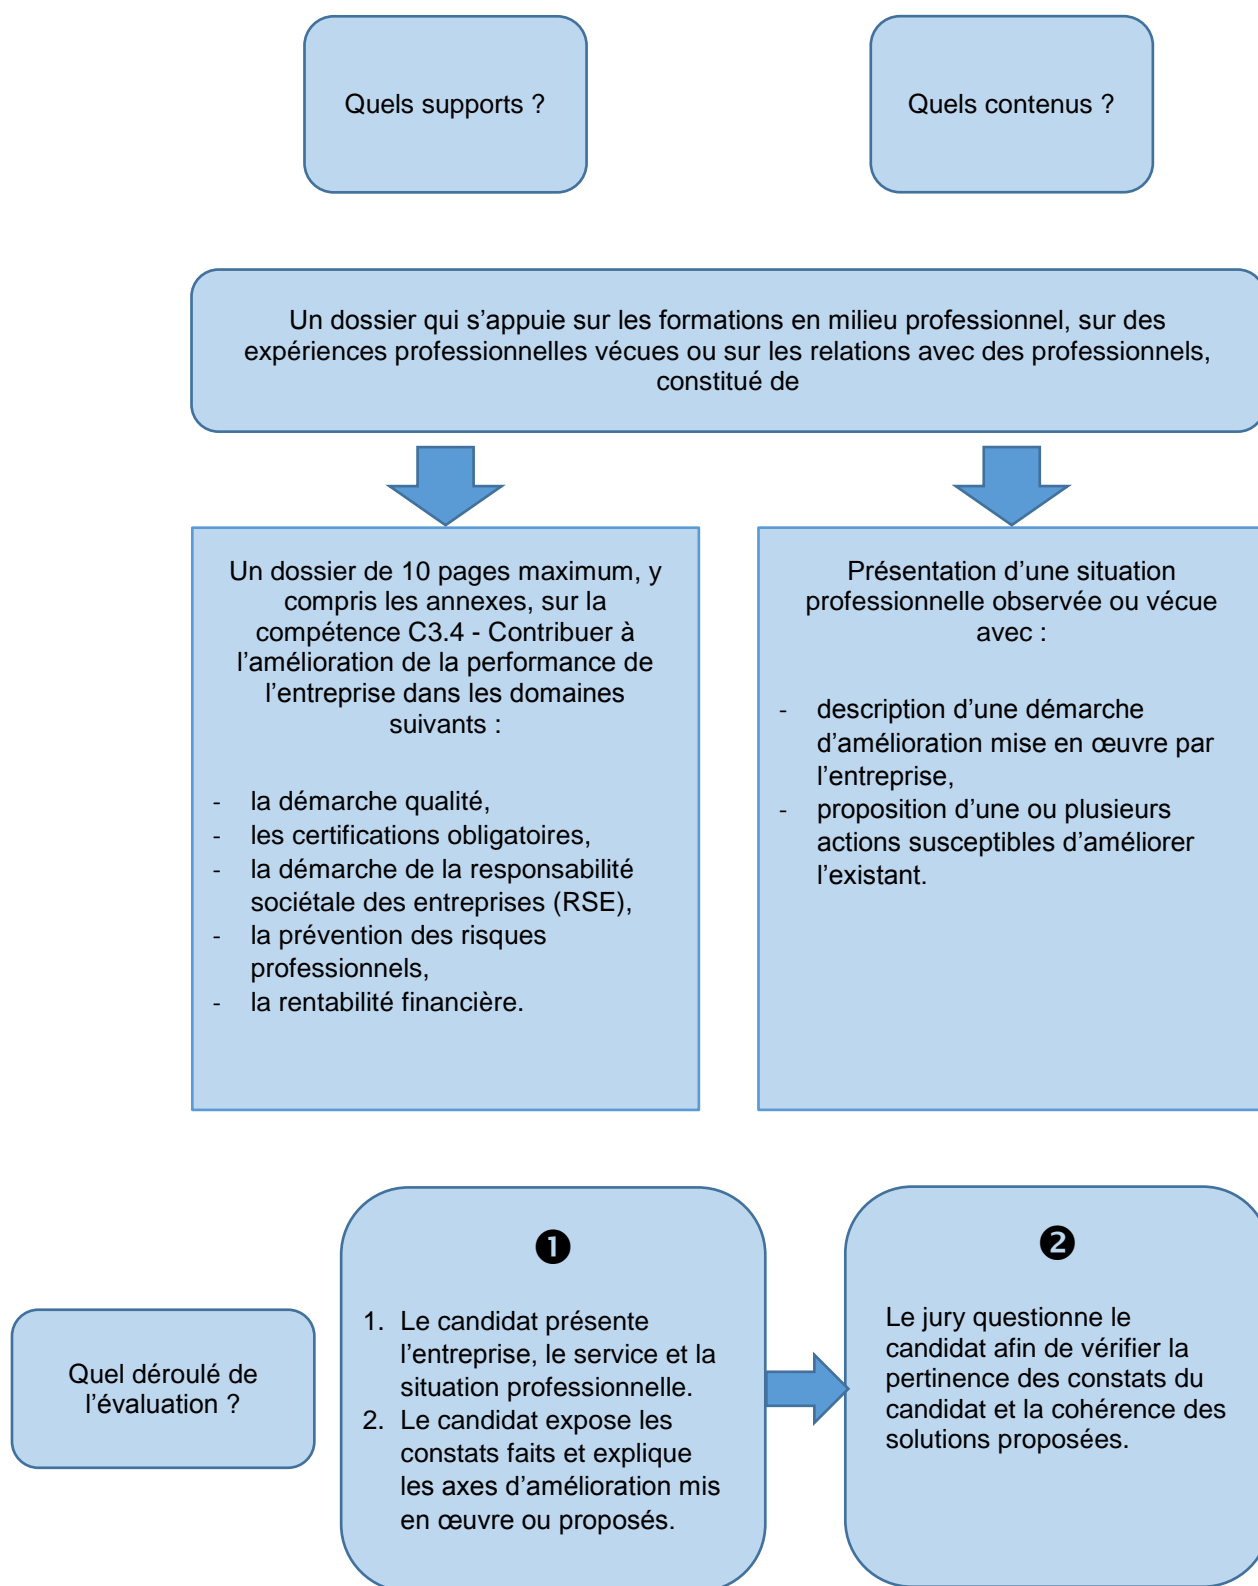 Quels supports ?
Quels contenus ?
Un dossier qui s’appuie sur les formations en milieu professionnel, sur des
expériences professionnelles vécues ou sur les relations avec des professionnels,
constitué de
Un dossier de 10 pages maximum, y
compris les annexes, sur la
compétence C3.4 - Contribuer à
l’amélioration de la performance de
l’entreprise dans les domaines
suivants :
- la démarche qualité,
- les certifications obligatoires,
- la démarche de la responsabilité
sociétale des entreprises (RSE),
- la prévention des risques
professionnels,
- la rentabilité financière.
Présentation d’une situation
professionnelle observée ou vécue
avec :
- description d’une démarche
d’amélioration mise en œuvre par
l’entreprise,
- proposition d’une ou plusieurs
actions susceptibles d’améliorer
l’existant.
Quel déroulé de
l’évaluation ?
❶
1. Le candidat présente
l’entreprise, le service et la
situation professionnelle.
2. Le candidat expose les
constats faits et explique
les axes d’amélioration mis
en œuvre ou proposés.
❷
Le jury questionne le
candidat afin de vérifier la
pertinence des constats du
candidat et la cohérence des
solutions proposées.